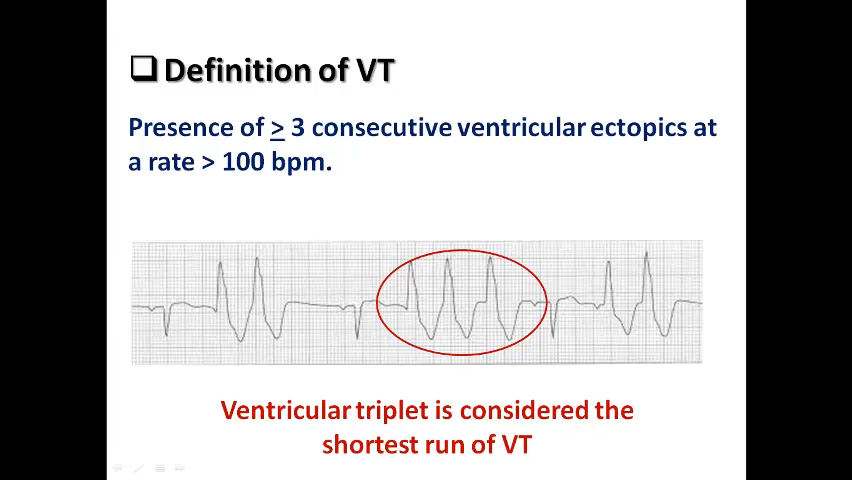 Definition of VT
Presence of ≥ 3 consecutive ventricular ectopics at
a rate > 100 bpm.
Ventricular triplet is considered the
shortest run of VT